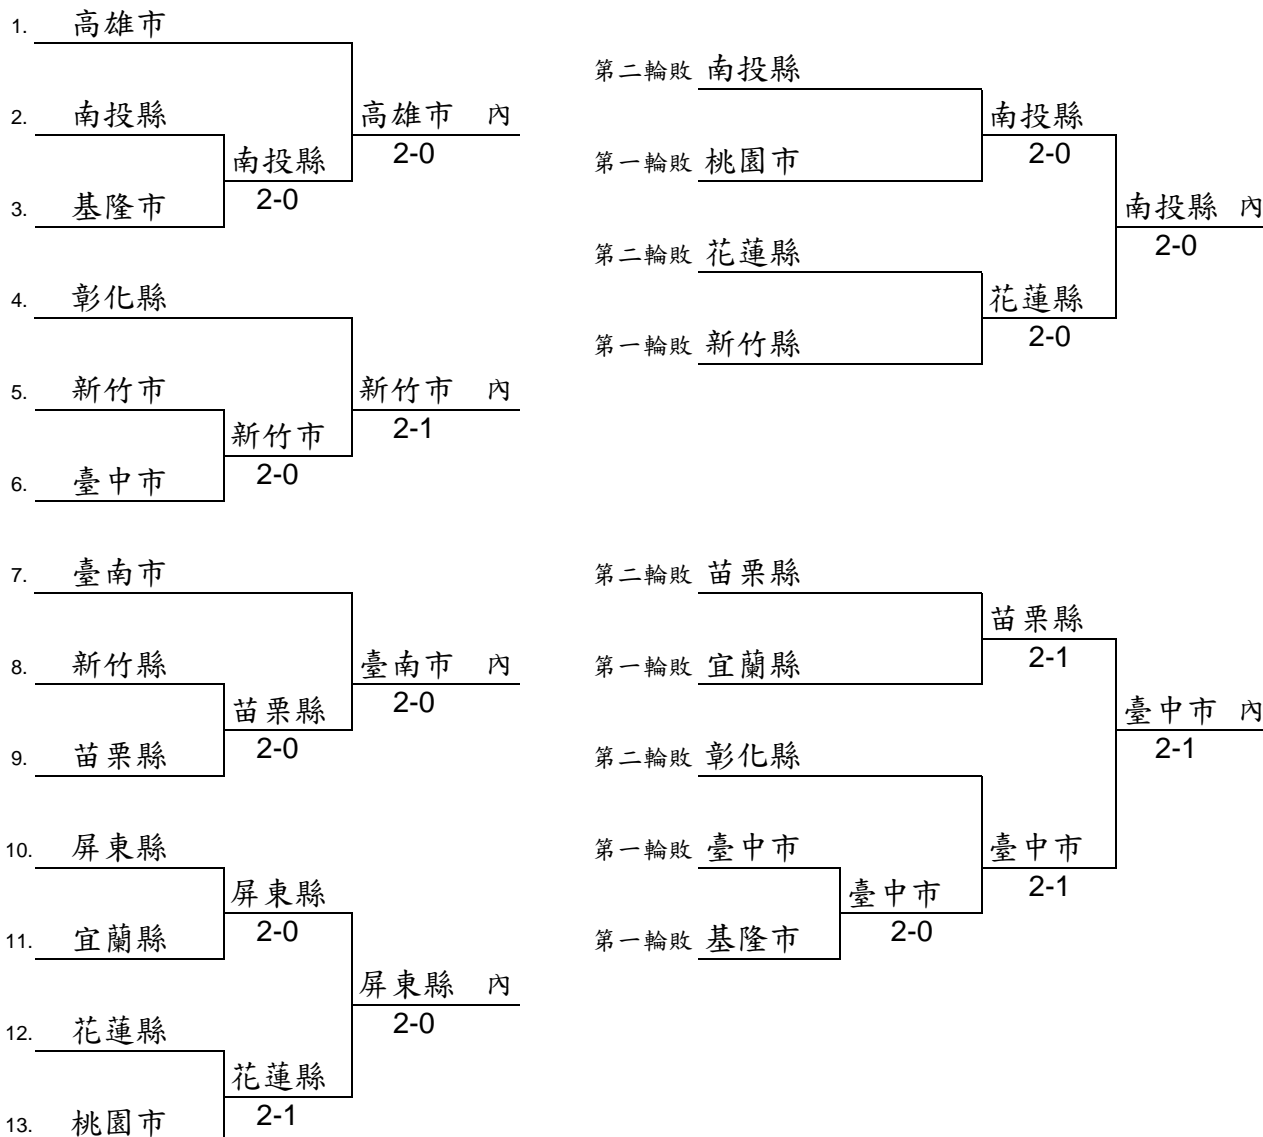 1. 高雄市
2. 南投縣
3. 基隆市
南投縣
2-0
高雄市 內
2-0
4. 彰化縣
5. 新竹市
6. 臺中市
新竹市
2-0
新竹市 內
2-1
7. 臺南市
8. 新竹縣
9. 苗栗縣
苗栗縣
2-0
臺南市 內
2-0
10. 屏東縣
11. 宜蘭縣
屏東縣
2-0
12. 花蓮縣
13. 桃園市
花蓮縣
2-1
屏東縣 內
2-0
第二輪敗 南投縣
第一輪敗 桃園市
南投縣
2-0
第二輪敗 花蓮縣
第一輪敗 新竹縣
花蓮縣
2-0
南投縣 內
2-0
第二輪敗 苗栗縣
第一輪敗 宜蘭縣
苗栗縣
2-1
第二輪敗 彰化縣
第一輪敗 臺中市
第一輪敗 基隆市
臺中市
2-0
臺中市
2-1
臺中市 內
2-1